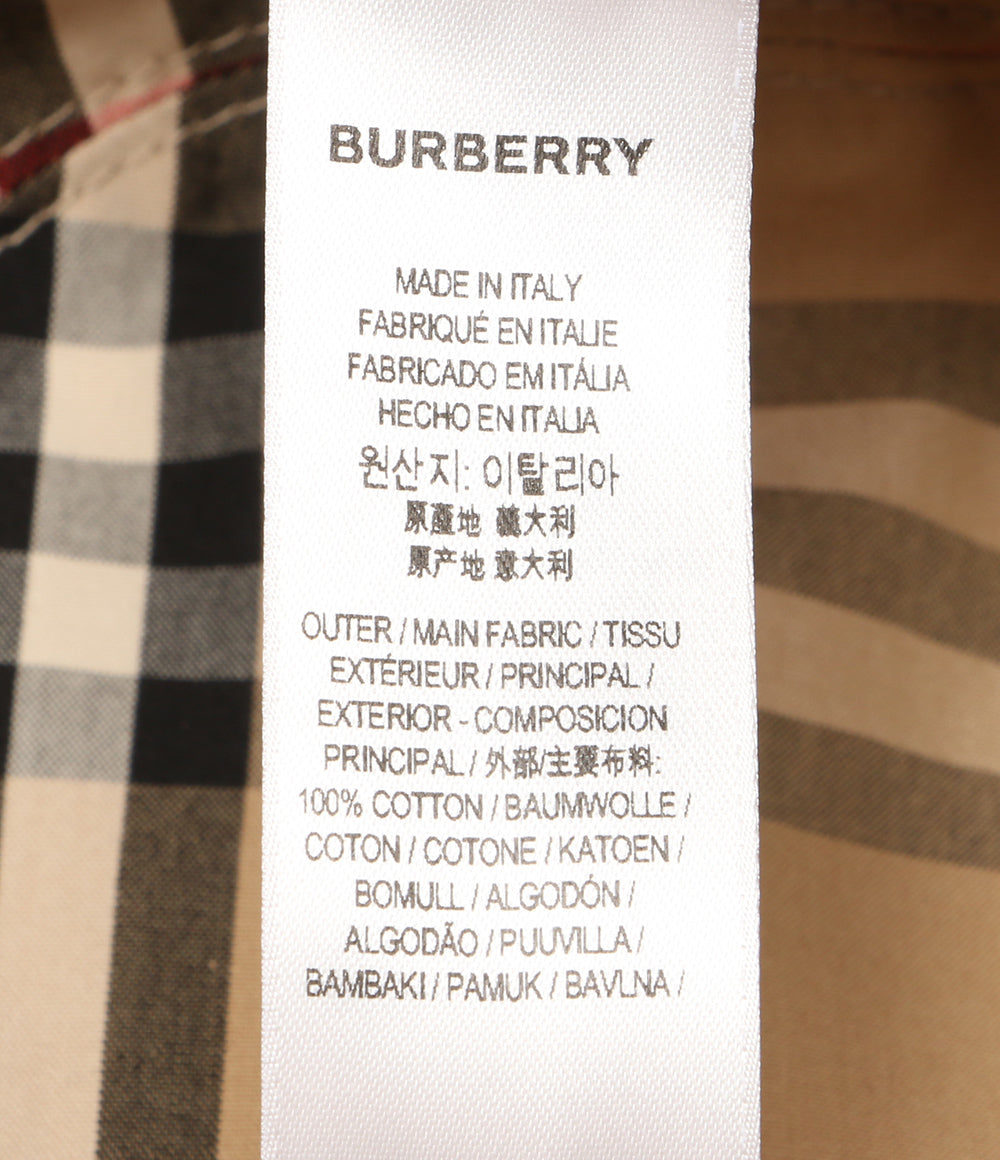 BURBERRY
MADE IN ITALY
FABRIQUÉ EN ITALIE
FABRICADO EM ITÁLIA
HECHO EN ITALIA
원산지: 이탈리아
原產地 義大利
原产地 意大利
OUTER / MAIN FABRIC / TISSU
EXTÉRIEUR / PRINCIPAL /
EXTERIOR - COMPOSICION
PRINCIPAL / 外部/主要布料:
100% COTTON / BAUMWOLLE /
COTON / COTONE / KATOEN /
BOMULL / ALGODÓN /
ALGODÃO / PUUVILLA /
BAMBAKI / PAMUK / BAVLNA /